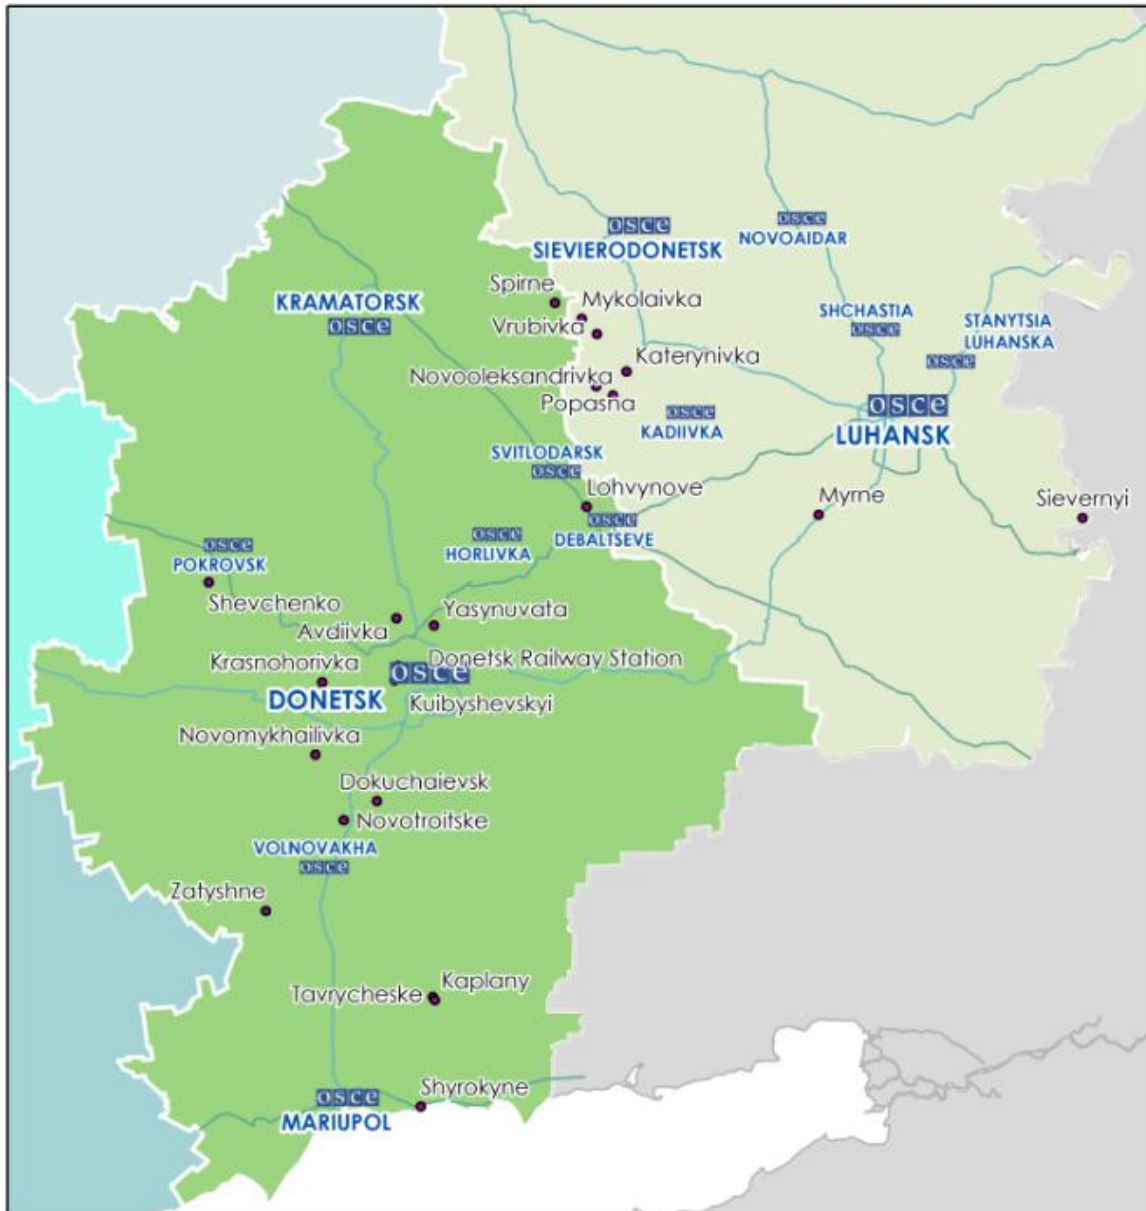 osce
NOVOAIDAR
osce
SIEVIERODONETSK
Spirne
Mykolaivka
KRAMATORSK
osce
Vrubivka
SHCHASTIA
osce
STANYTSIA
LUHANSKA
osce
Katerynivka
Novooleksandrivka
Popasna
osce
KADIIVKA
osce
LUHANSK
SVITLODARSK
osce
Lohvynove
Myrne
Sievernyi
osce
DEBALTSEVE
osce
HORLIVKA
osce
POKROVSK
Shevchenko
Yasynuvata
Avdiivka
Krasnohorivka
Donetsk Railway Station
osce
DONETSK
Kuibyshevskyi
Novomykhailivka
Dokuchaievsk
Novotroitske
VOLNOVAKHA
osce
Zatyshne
Kaplany
Tavrycheske
Shyrokyne
osce
MARIUPOL